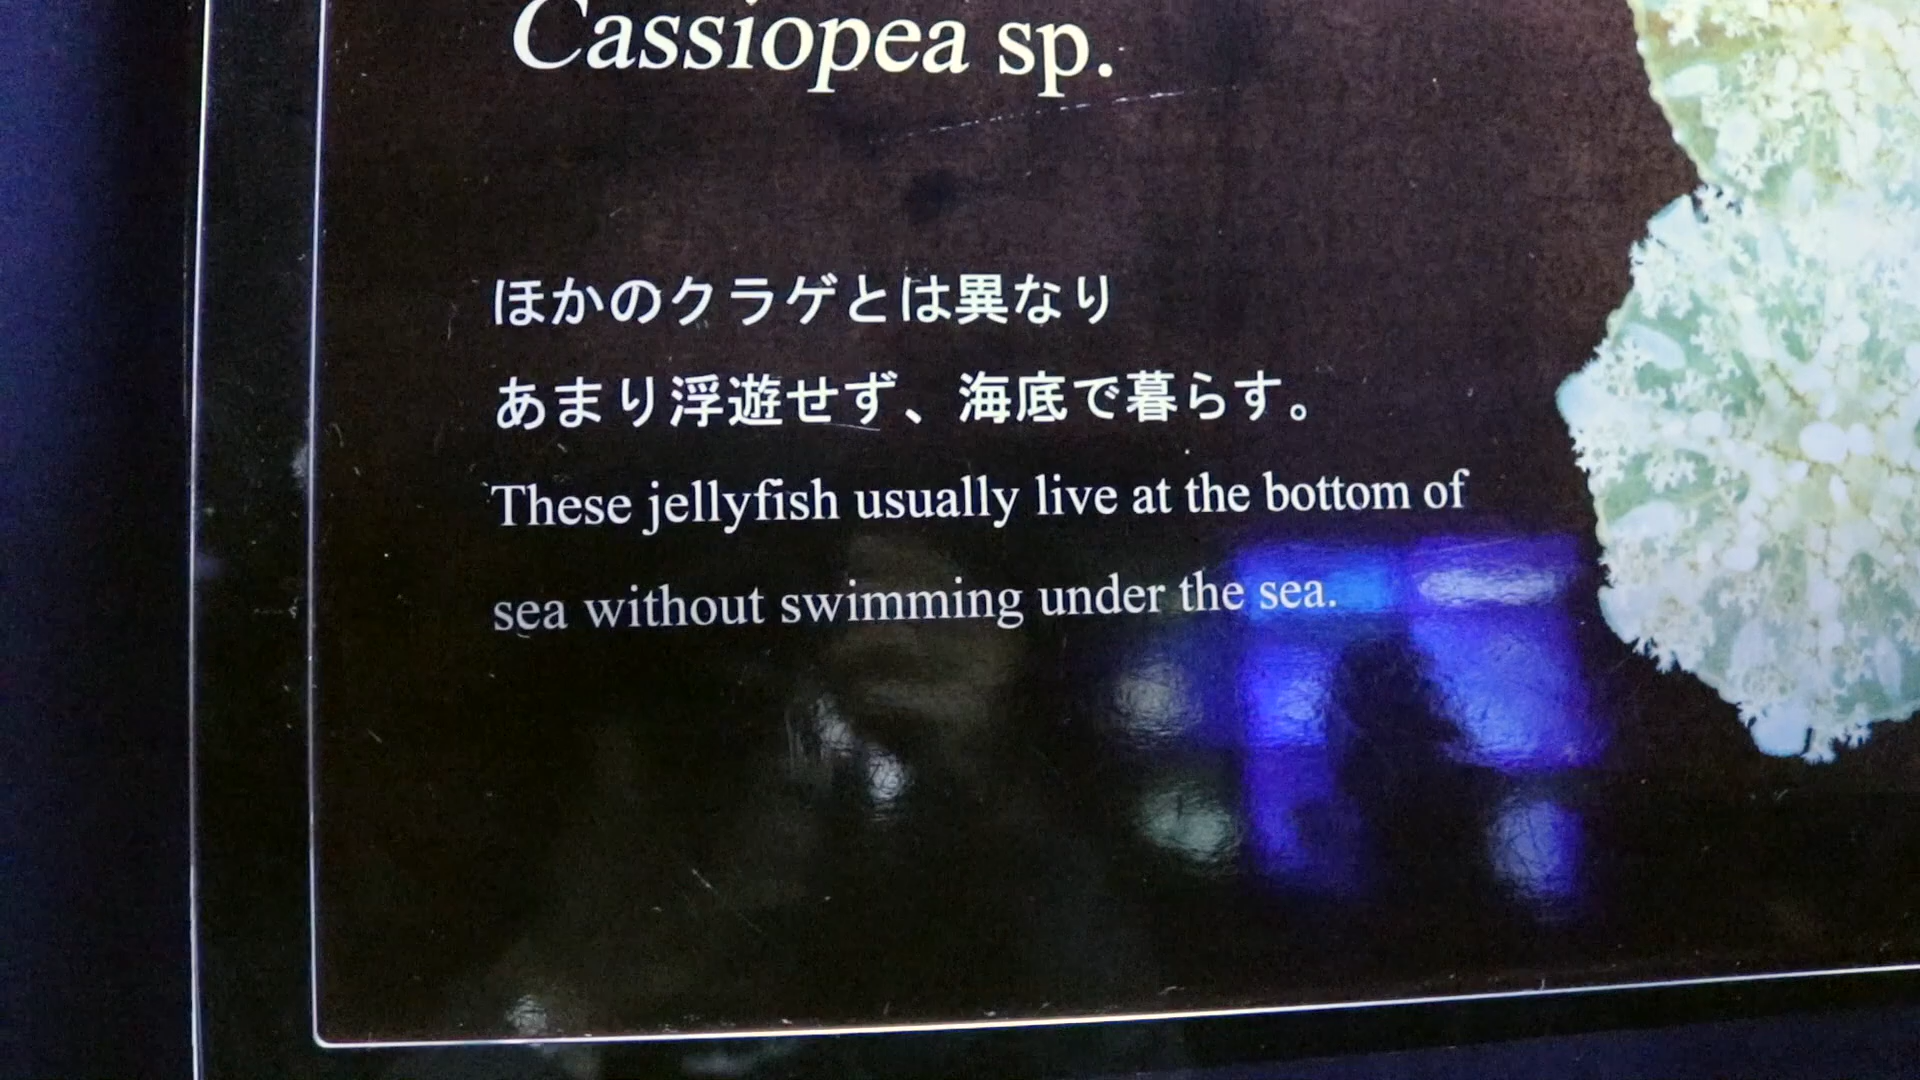 Cassiopea sp.
ほかのクラゲとは異なり
あまり浮遊せず、海底で暮らす。
These jellyfish usually live at the bottom of
sea without swimming under the sea.